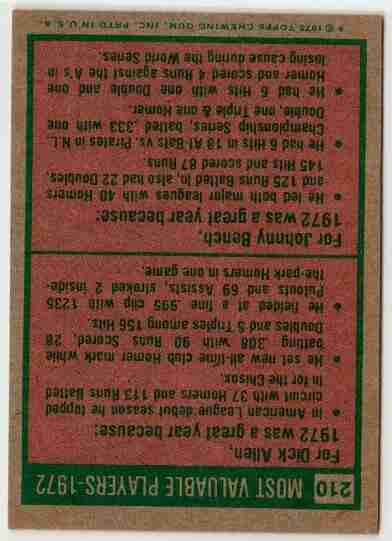 210 MOST VALUABLE PLAYERS-1972
For Dick Allen,
1972 was a great year because:
● In American League debut season he topped
circuit with 37 Homers and 113 Runs Batted
In for the Chisox.
● He set new all-time club Homer mark while
batting .308 with 90 Runs Scored, 28
Doubles and 5 Triples among 156 Hits.
● He fielded at a fine .995 clip with 1235
Putouts and 69 Assists, stroked 2 inside-
the-park Homers in one game.
For Johnny Bench,
1972 was a great year because:
● He led both major leagues with 40 Homers
and 125 Runs Batted In, also had 22 Doubles,
145 Hits and scored 87 Runs.
● He had 6 Hits in 18 At-Bats vs. Pirates in N.L.
Championship Series, batted .333 with one
Double, one Triple & one Homer.
● He had 6 Hits with one Double and one
Homer and scored 4 Runs against the A's in
losing cause during the World Series.
* © 1975 TOPPS CHEWING GUM, INC. PRTD IN U.S.A.